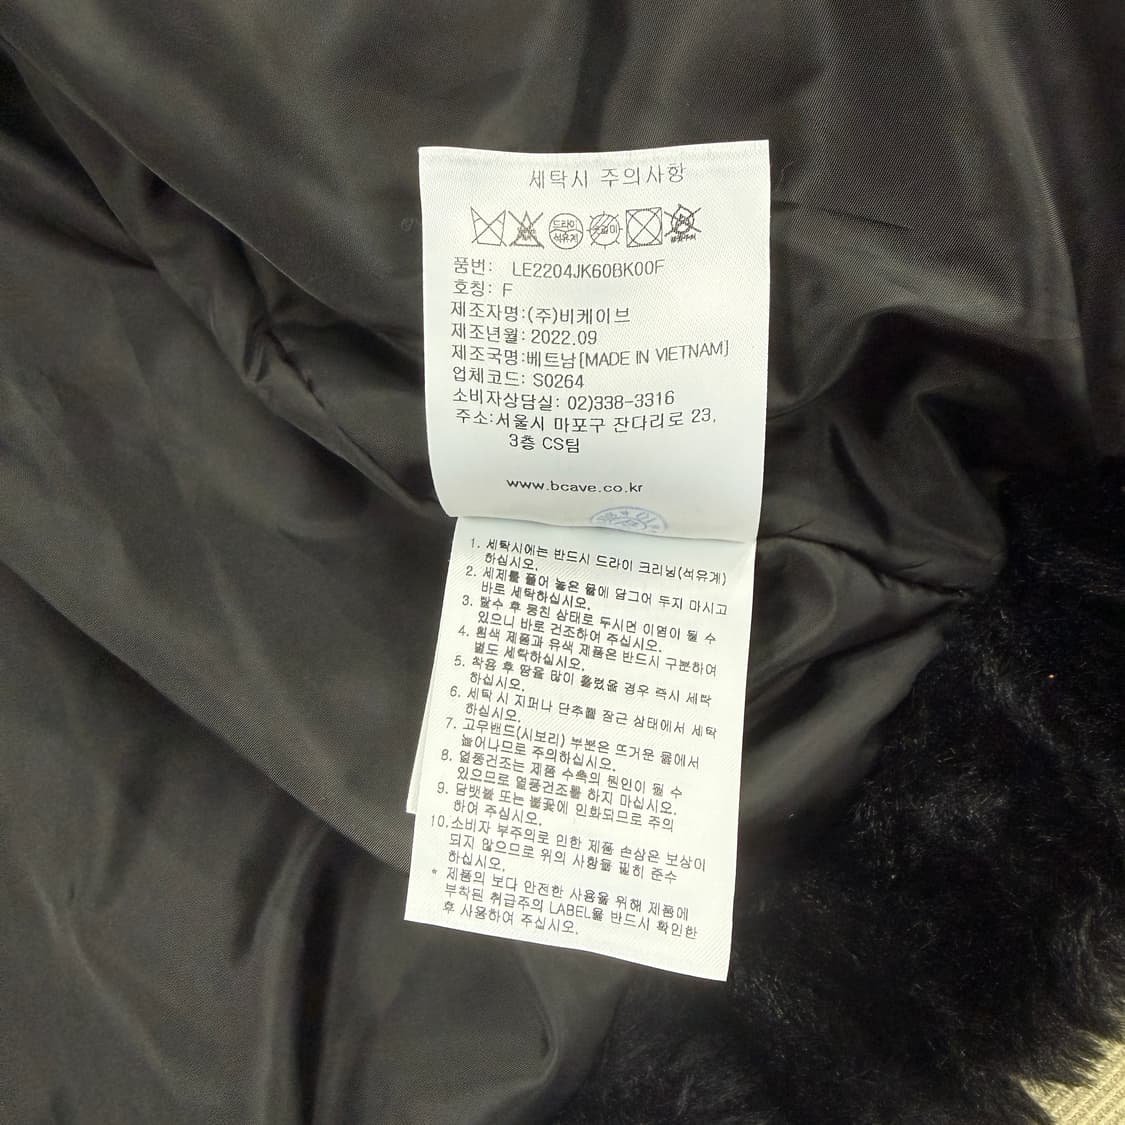 세탁시 주의사항
드라이
석유계
품번: LE2204JK60BK00F
호칭: F
제조자명:(주)비케이브
제조년월: 2022.09
제조국명:베트남[MADE IN VIETNAM]
업체코드: S0264
소비자상담실: 02)338-3316
주소:서울시 마포구 잔다리로 23,
3층 CS팀
www.bcave.co.kr
1. 세탁시에는 반드시 드라이 크리닝(석유계)
하십시오.
2. 세제를 풀어 놓은 물에 담그어 두지 마시고
바로 세탁하십시오.
3. 탈수 후 뭉친 상태로 두시면 이염이 될 수
있으니 바로 건조하여 주십시오.
4. 흰색 제품과 유색 제품은 반드시 구분하여
별도 세탁하십시오.
5. 착용 후 땀을 많이 흘렸을 경우 즉시 세탁
하십시오.
6. 세탁 시 지퍼나 단추를 잠근 상태에서 세탁
하십시오.
7. 고무밴드(시보리) 부분은 뜨거운 물에서
늘어나므로 주의하십시오.
8. 열풍건조는 제품 수축의 원인이 될 수
있으므로 열풍건조를 하지 마십시오.
9. 담뱃불 또는 불꽃에 인화되므로 주의
하여 주십시오.
10.소비자 부주의로 인한 제품 손상은 보상이
되지 않으므로 위의 사항을 필히 준수
하십시오.
* 제품의 보다 안전한 사용을 위해 제품에
부착된 취급주의 LABEL을 반드시 확인한
후 사용하여 주십시오.